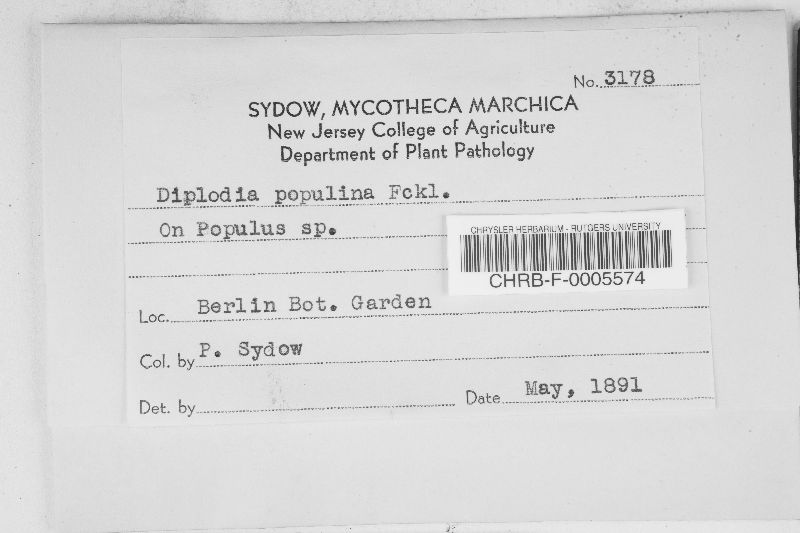 No. 3178
SYDOW, MYCOTHECA MARCHICA
New Jersey College of Agriculture
Department of Plant Pathology
Diplodia populina Fckl.
On Populus sp.
CHRYSLER HERBARIUM - RUTGERS UNIVERSITY
CHRB-F-0005574
Loc. Berlin Bot. Garden
Col. by P. Sydow
Det. by
Date May, 1891